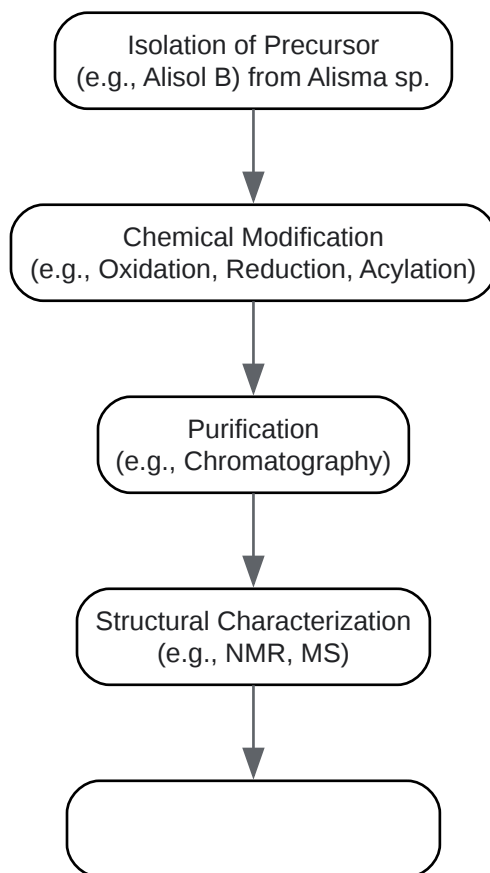 Isolation of Precursor
(e.g., Alisol B) from Alisma sp.
Chemical Modification
(e.g., Oxidation, Reduction, Acylation)
Purification
(e.g., Chromatography)
Structural Characterization
(e.g., NMR, MS)